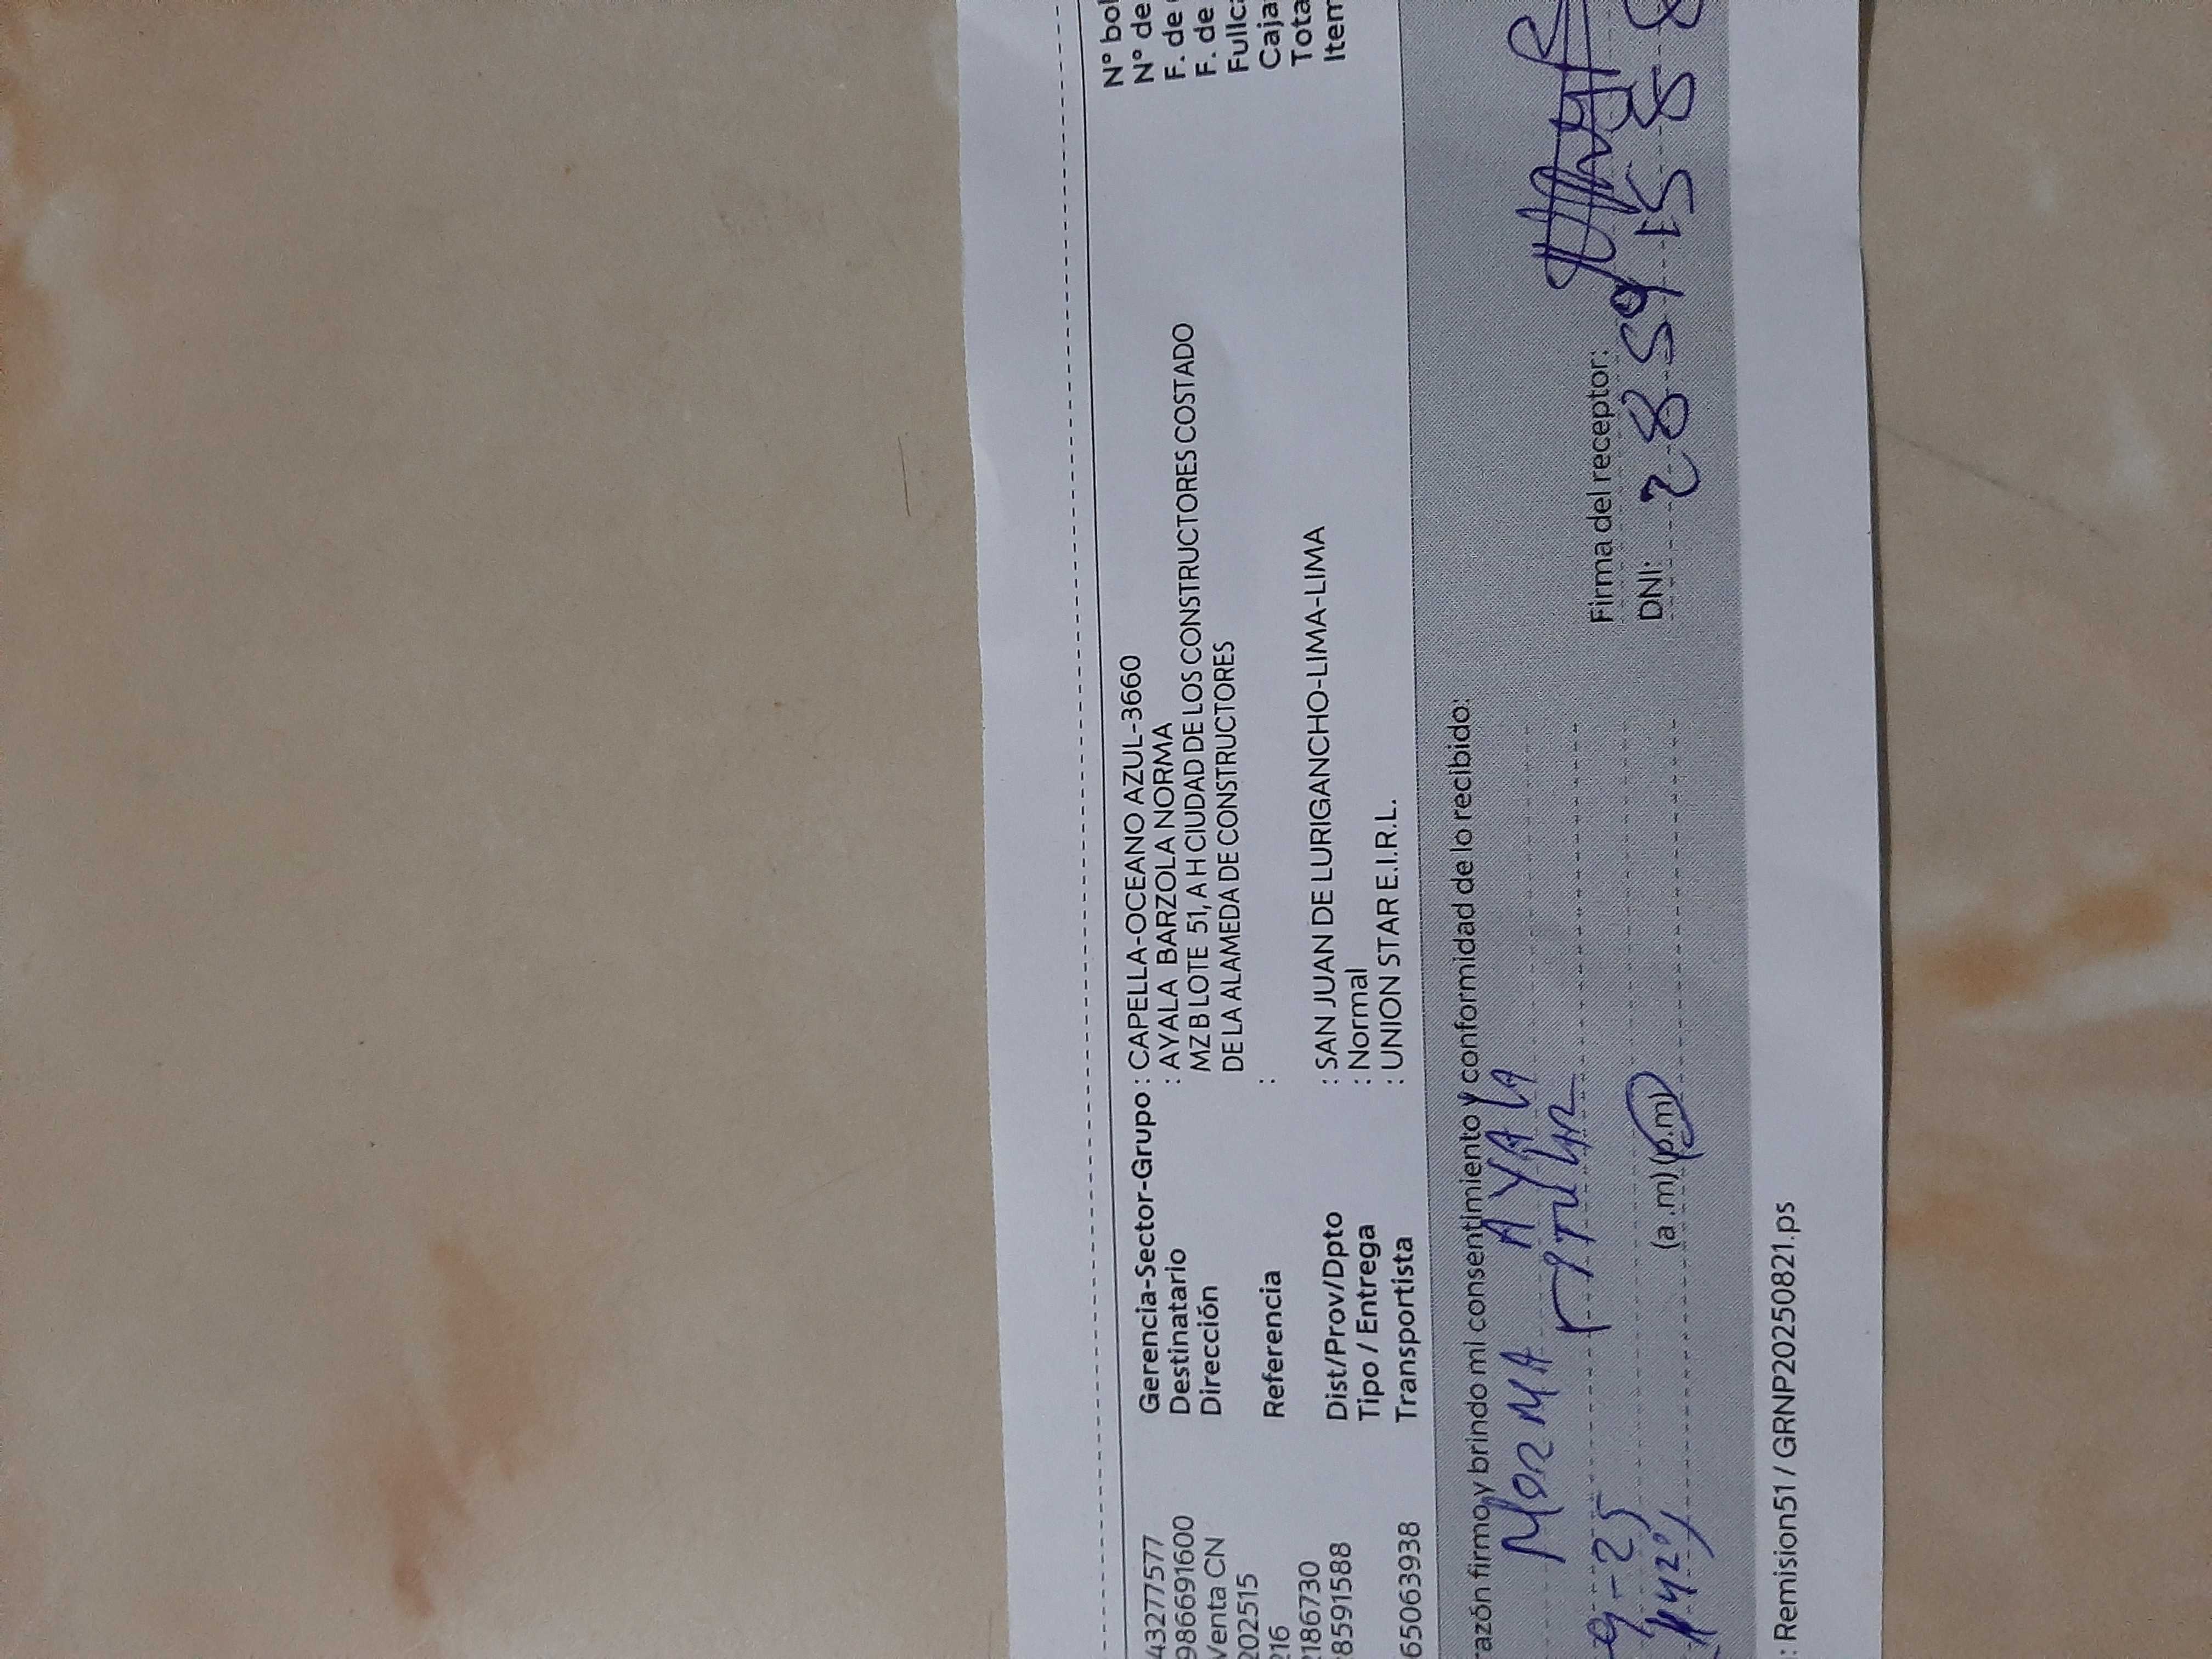 43277577 Gerencia-Sector-Grupo : CAPELLA-OCEANO AZUL-3660 N° bol
986691600 Destinatario : AYALA BARZOLA NORMA N° de
Venta CN Dirección MZ B LOTE 51, A H CIUDAD DE LOS CONSTRUCTORES COSTADO F. de
202515 DE LA ALAMEDA DE CONSTRUCTORES F. de
216 Referencia : Fullc
2186730 Dist/Prov/Dpto : SAN JUAN DE LURIGANCHO-LIMA-LIMA Caja
8591588 Tipo / Entrega : Normal Tota
65063938 Transportista : UNION STAR E.I.R.L. Item
razón firmo y brindo mi consentimiento y conformidad de lo recibido:
NORMA AYALA
9-25 TITULAR Firma del receptor:
(a .m) (p.m) DNI: 28591588
: Remision51 / GRNP20250821.ps